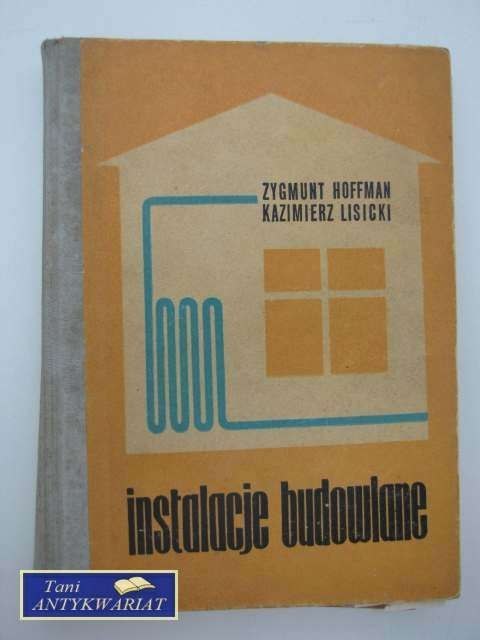 ZYGMUNT HOFFMAN
KAZIMIERZ LISICKI
instalacje budowlane
Tani
ANTYKWARIAT